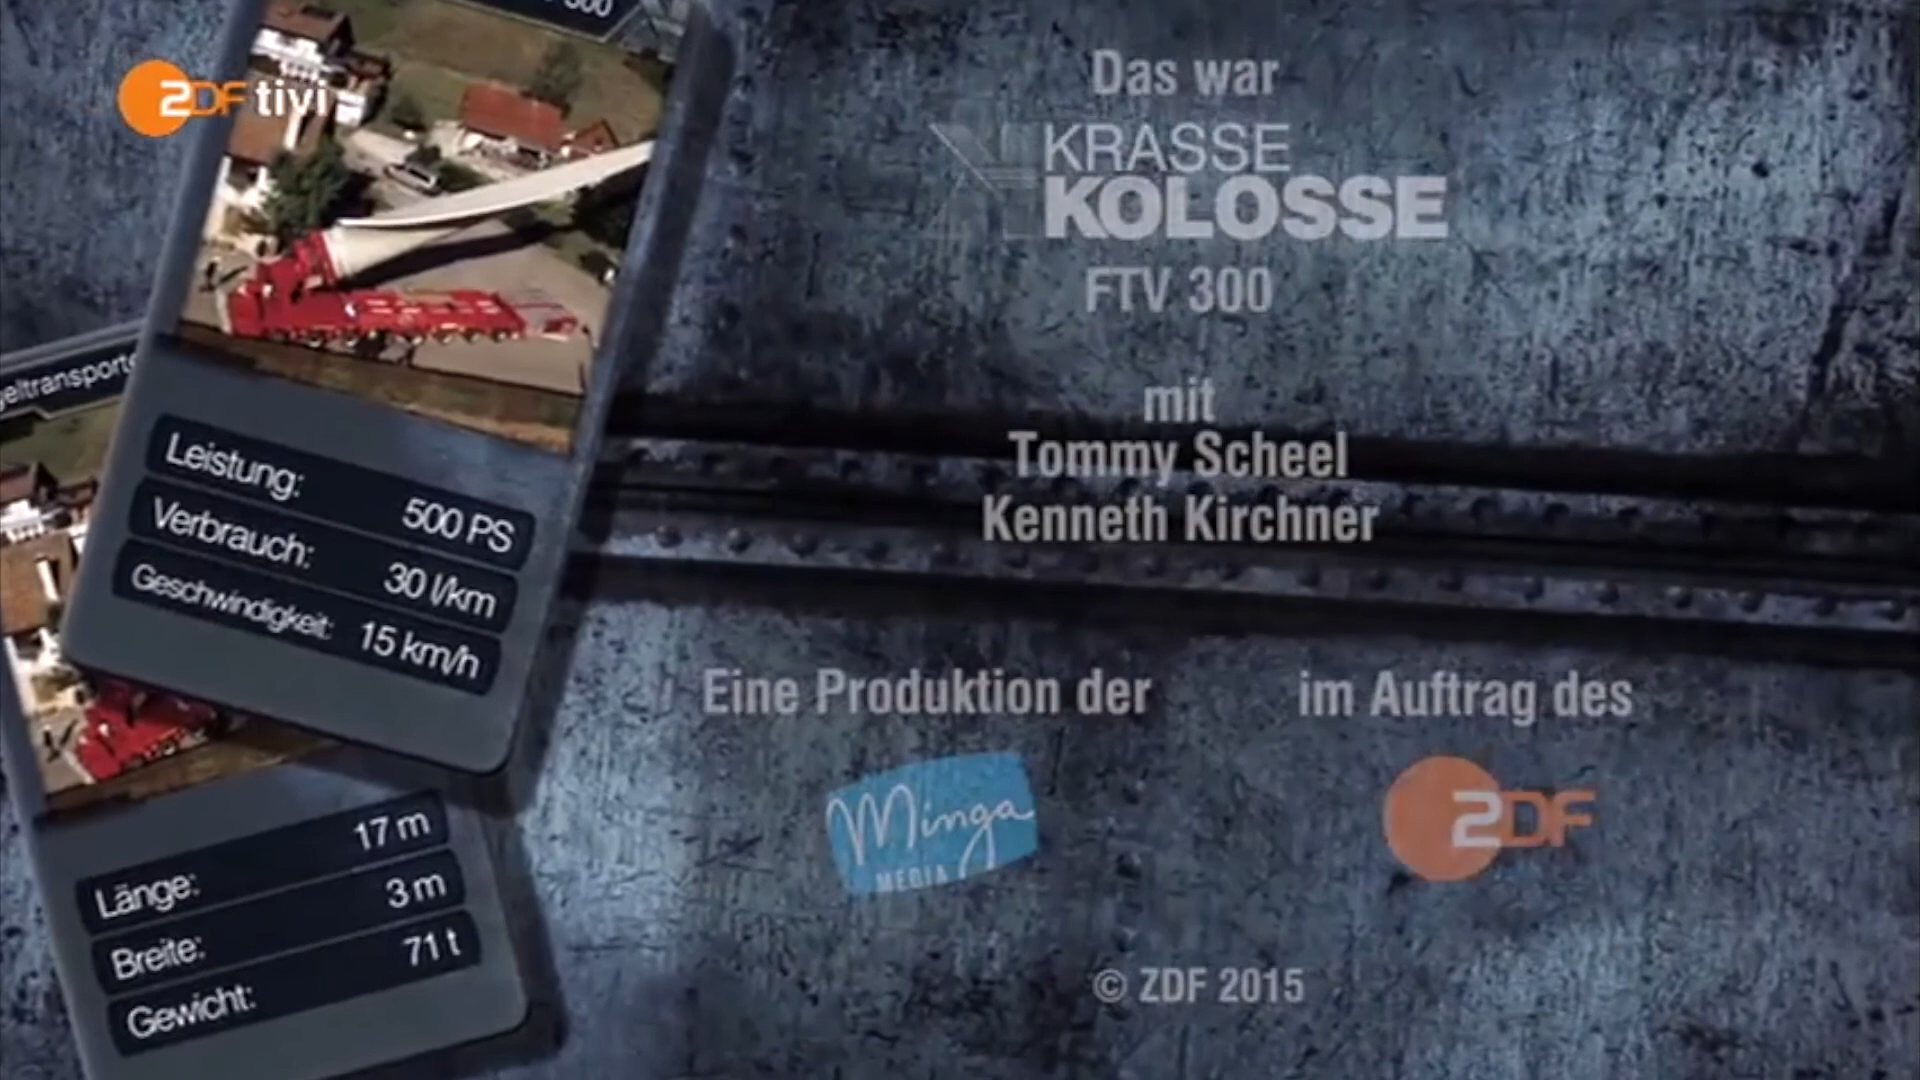 ZDF tivi
300
Leistung: 500 PS
Verbrauch: 30 l/km
Geschwindigkeit: 15 km/h
Länge: 17 m
Breite: 3 m
Gewicht: 71 t
Das war
KRASSE
KOLOSSE
FTV 300
mit
Tommy Scheel
Kenneth Kirchner
Eine Produktion der
Minga
MEDIA
im Auftrag des
ZDF
© ZDF 2015